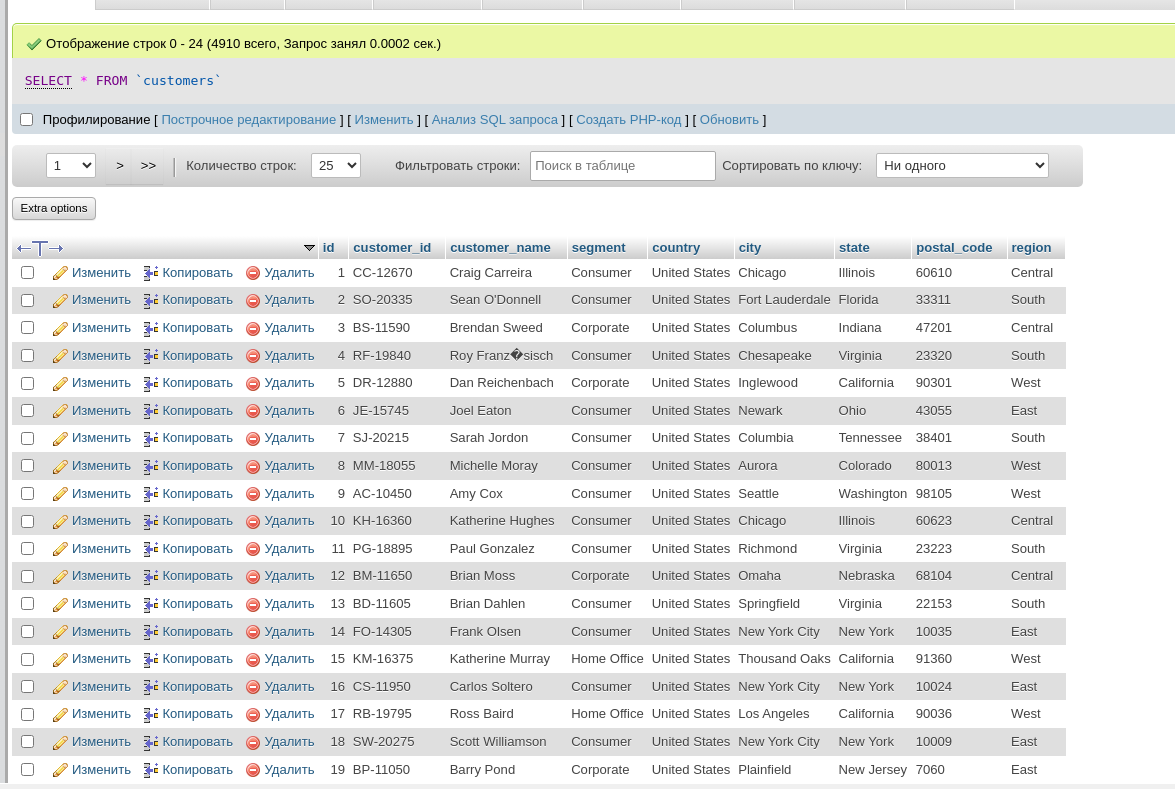 Отображение строк 0 - 24 (4910 всего, Запрос занял 0.0002 сек.)
SELECT * FROM `customers`
Профилирование [ Построчное редактирование ] [ Изменить ] [ Анализ SQL запроса ] [ Создать PHP-код ] [ Обновить ]
1 > >> Количество строк: 25 Фильтровать строки: Поиск в таблице Сортировать по ключу: Ни одного
Extra options
←T→ id customer_id customer_name segment country city state postal_code region
Изменить Копировать Удалить 1 CC-12670 Craig Carreira Consumer United States Chicago Illinois 60610 Central
Изменить Копировать Удалить 2 SO-20335 Sean O'Donnell Consumer United States Fort Lauderdale Florida 33311 South
Изменить Копировать Удалить 3 BS-11590 Brendan Sweed Corporate United States Columbus Indiana 47201 Central
Изменить Копировать Удалить 4 RF-19840 Roy Franz�sisch Consumer United States Chesapeake Virginia 23320 South
Изменить Копировать Удалить 5 DR-12880 Dan Reichenbach Corporate United States Inglewood California 90301 West
Изменить Копировать Удалить 6 JE-15745 Joel Eaton Consumer United States Newark Ohio 43055 East
Изменить Копировать Удалить 7 SJ-20215 Sarah Jordon Consumer United States Columbia Tennessee 38401 South
Изменить Копировать Удалить 8 MM-18055 Michelle Moray Consumer United States Aurora Colorado 80013 West
Изменить Копировать Удалить 9 AC-10450 Amy Cox Consumer United States Seattle Washington 98105 West
Изменить Копировать Удалить 10 KH-16360 Katherine Hughes Consumer United States Chicago Illinois 60623 Central
Изменить Копировать Удалить 11 PG-18895 Paul Gonzalez Consumer United States Richmond Virginia 23223 South
Изменить Копировать Удалить 12 BM-11650 Brian Moss Corporate United States Omaha Nebraska 68104 Central
Изменить Копировать Удалить 13 BD-11605 Brian Dahlen Consumer United States Springfield Virginia 22153 South
Изменить Копировать Удалить 14 FO-14305 Frank Olsen Consumer United States New York City New York 10035 East
Изменить Копировать Удалить 15 KM-16375 Katherine Murray Home Office United States Thousand Oaks California 91360 West
Изменить Копировать Удалить 16 CS-11950 Carlos Soltero Consumer United States New York City New York 10024 East
Изменить Копировать Удалить 17 RB-19795 Ross Baird Home Office United States Los Angeles California 90036 West
Изменить Копировать Удалить 18 SW-20275 Scott Williamson Consumer United States New York City New York 10009 East
Изменить Копировать Удалить 19 BP-11050 Barry Pond Corporate United States Plainfield New Jersey 7060 East